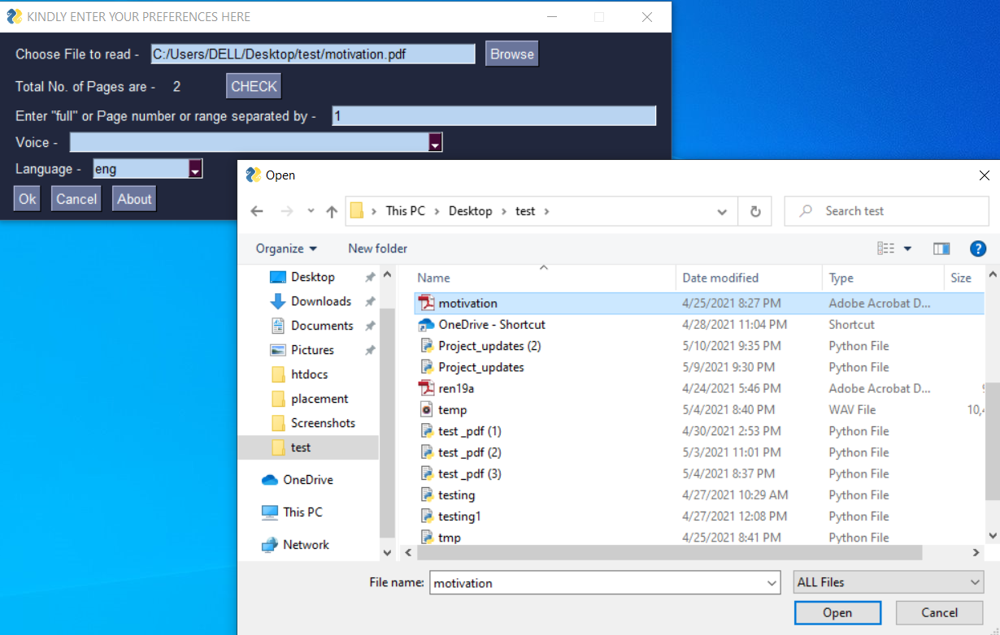 KINDLY ENTER YOUR PREFERENCES HERE
Choose File to read - C:/Users/DELL/Desktop/test/motivation.pdf Browse
Total No. of Pages are - 2 CHECK
Enter "full" or Page number or range separated by - 1
Voice -
Language - eng
Ok Cancel About
Open
This PC Desktop test Search test
Organize New folder
Desktop
Downloads
Documents
Pictures
htdocs
placement
Screenshots
test
OneDrive
This PC
Network
Name Date modified Type Size
motivation 4/25/2021 8:27 PM Adobe Acrobat D...
OneDrive - Shortcut 4/28/2021 11:04 PM Shortcut
Project_updates (2) 5/10/2021 9:35 PM Python File
Project_updates 5/9/2021 9:30 PM Python File
ren19a 4/24/2021 5:46 PM Adobe Acrobat D...
temp 5/4/2021 8:40 PM WAV File 10,4
test _pdf (1) 4/30/2021 2:53 PM Python File
test _pdf (2) 5/3/2021 11:01 PM Python File
test _pdf (3) 5/4/2021 8:37 PM Python File
testing 4/27/2021 10:29 AM Python File
testing1 4/27/2021 12:08 PM Python File
tmp 4/25/2021 8:41 PM Python File
File name: motivation ALL Files
Open Cancel